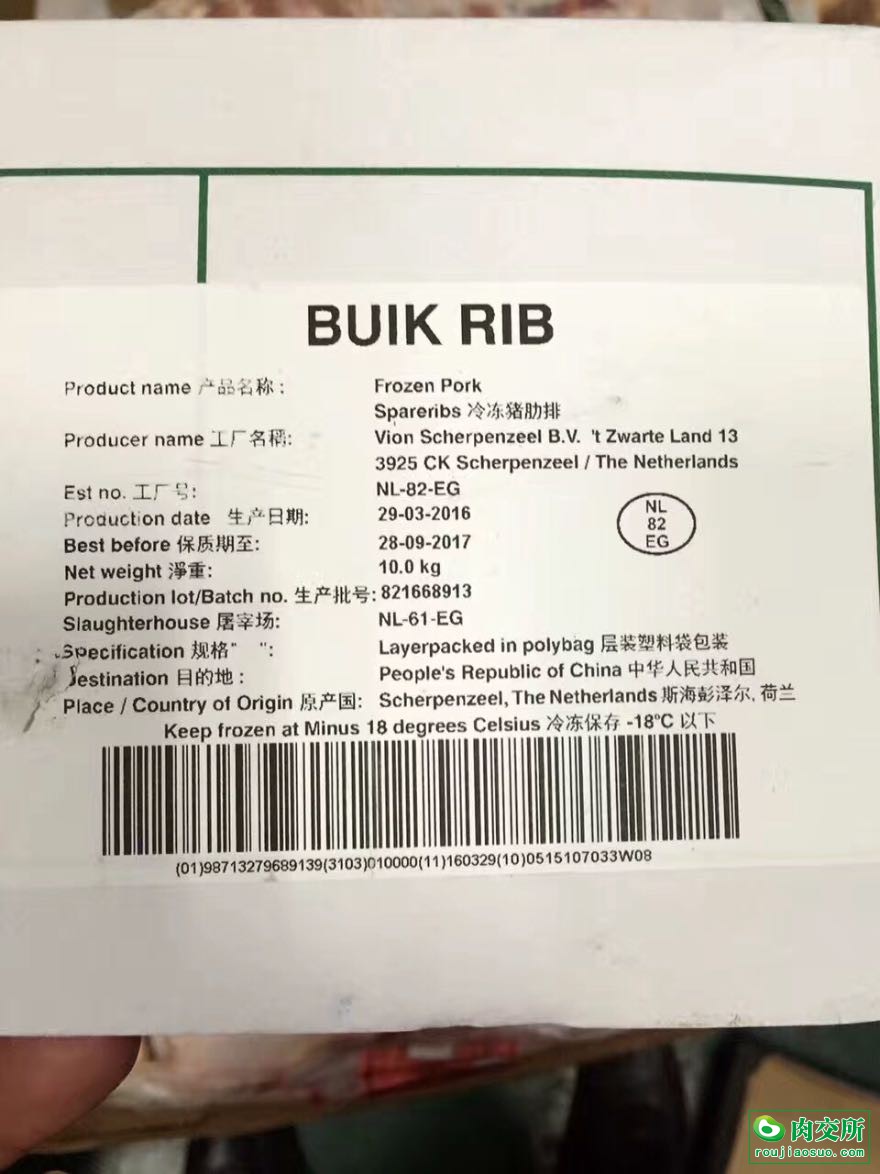 BUIK RIB
Product name 产品名称: Frozen Pork
Spareribs 冷冻猪肋排
Producer name 工厂名稱: Vion Scherpenzeel B.V. 't Zwarte Land 13
3925 CK Scherpenzeel / The Netherlands
Est no. 工厂号: NL-82-EG
Production date 生产日期: 29-03-2016
Best before 保质期至: 28-09-2017
Net weight 淨重: 10.0 kg
Production lot/Batch no. 生产批号: 821668913
Slaughterhouse 屠宰场: NL-61-EG
Specification 规格" ": Layerpacked in polybag 层装塑料袋包装
Destination 目的地: People's Republic of China 中华人民共和国
Place / Country of Origin 原产国: Scherpenzeel, The Netherlands 斯海彭泽尔, 荷兰
Keep frozen at Minus 18 degrees Celsius 冷冻保存 -18℃ 以下
NL
82
EG
(01)98713279689139(3103)010000(11)160329(10)0515107033W08
肉交所
roujiaosuo.com